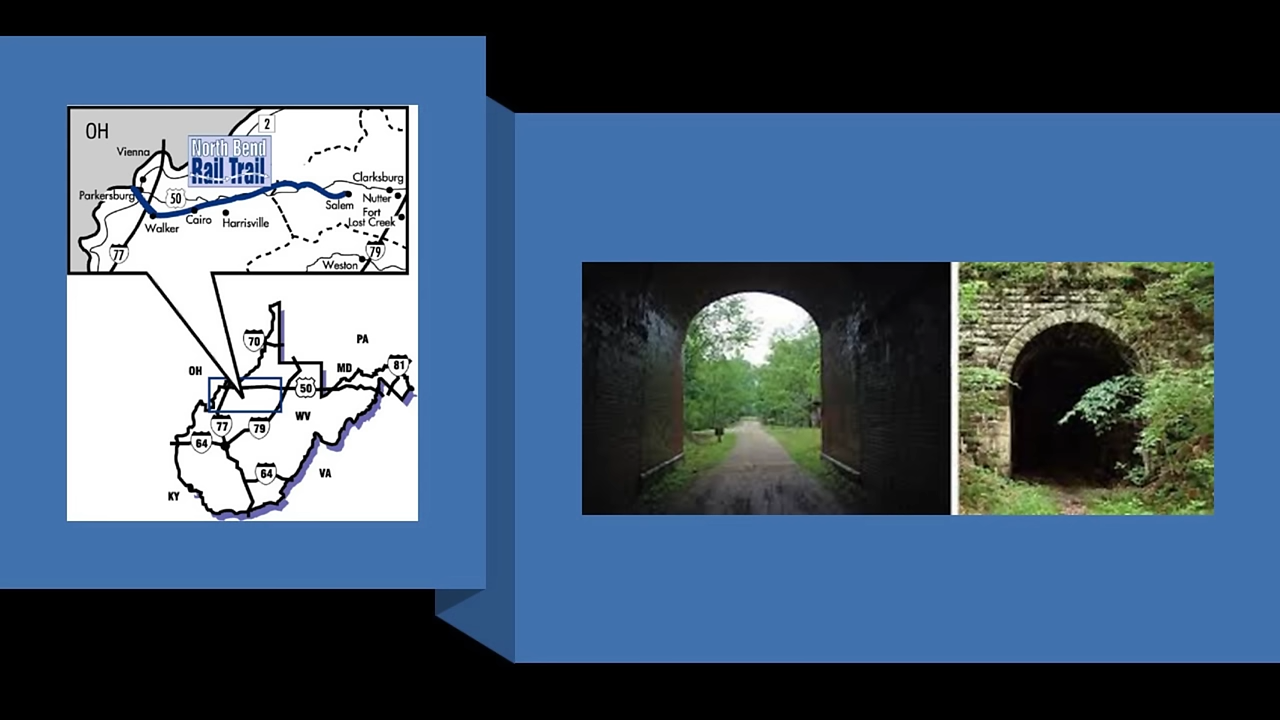 OH
2
North Bend
Rail Trail
Vienna
Clarksburg
Parkersburg
50
Nutter
Fort
Salem
Cairo
Harrisville
Lost Creek
Walker
77
79
Weston
70
PA
OH
MD
81
50
WV
77
79
64
64
VA
KY